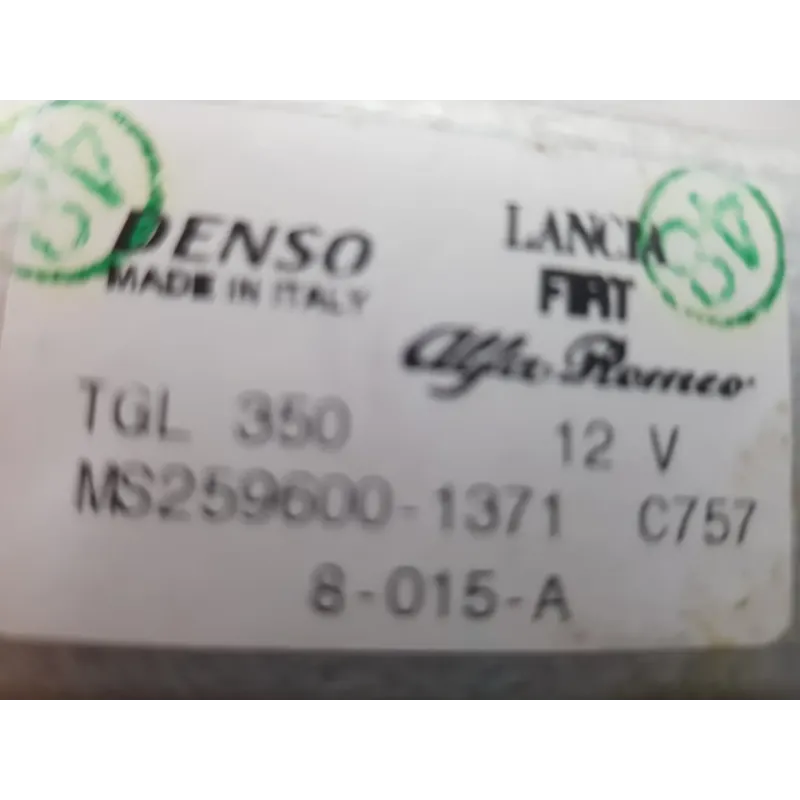 DENSO
MADE IN ITALY
LANCIA
FIAT
Alfa Romeo
TGL 350
12 V
MS259600-1371 C757
8-015-A